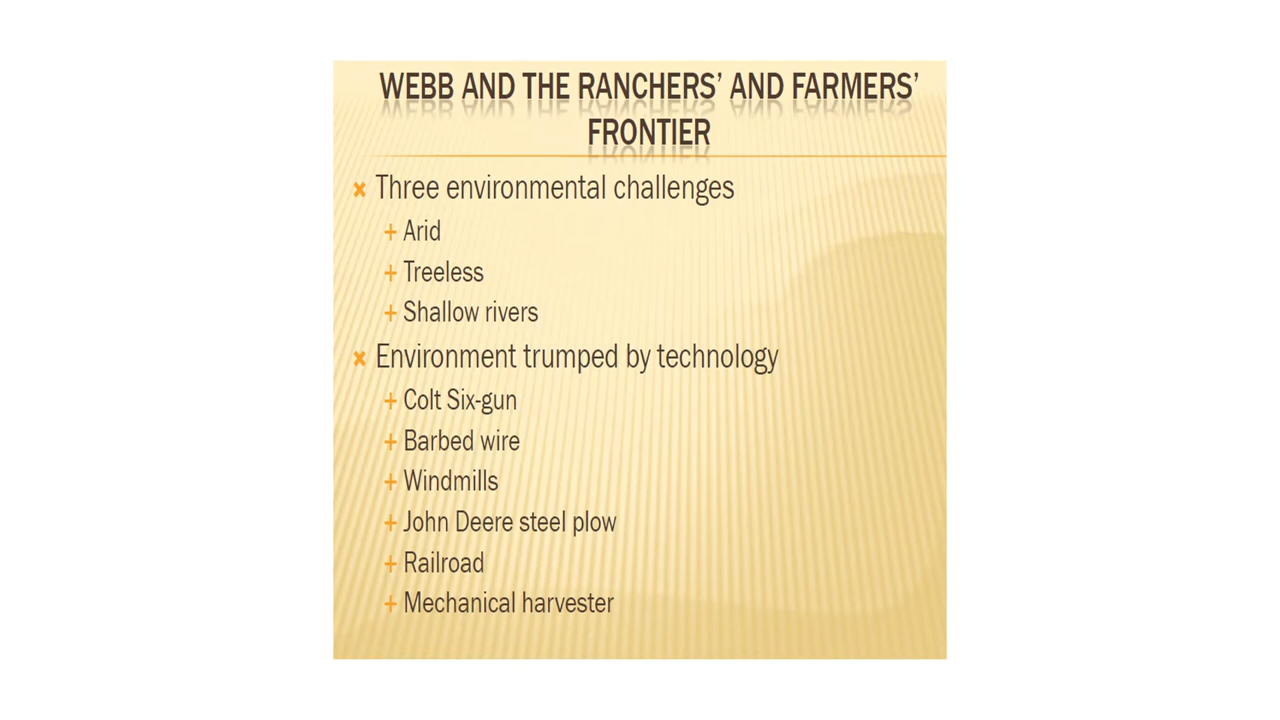 WEBB AND THE RANCHERS’ AND FARMERS’
FRONTIER
Three environmental challenges
Arid
Treeless
Shallow rivers
Environment trumped by technology
Colt Six-gun
Barbed wire
Windmills
John Deere steel plow
Railroad
Mechanical harvester